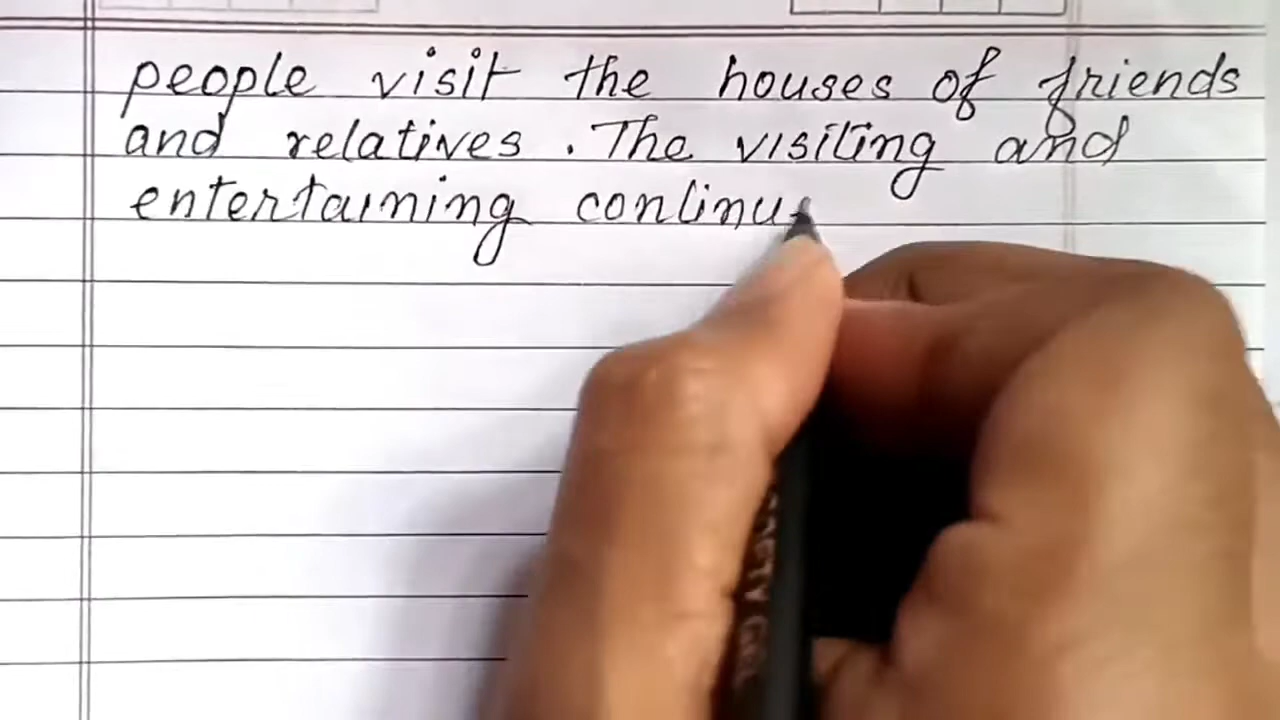 people visit the houses of friends
and relatives . The visiting and
entertaining continu